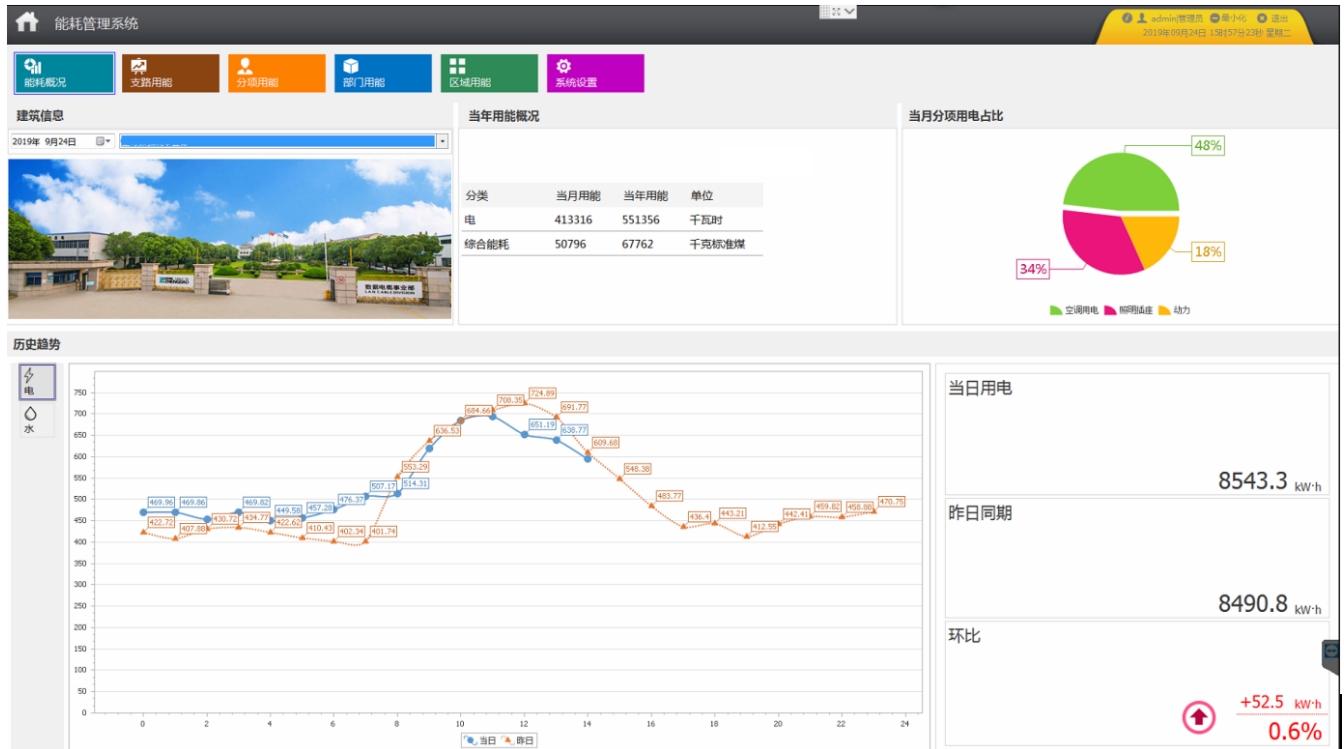 能耗管理系统
admin|管理员 最小化 退出
2019年09月24日 15时57分23秒 星期二
能耗概况 支路用能 分项用能 部门用能 区域用能 系统设置
建筑信息
2019年 9月24日
数据电缆事业部
LAN CABLE DIVISION
当年用能概况
分类 当月用能 当年用能 单位
电 413316 551356 千瓦时
综合能耗 50796 67762 千克标准煤
当月分项用电占比
48%
18%
34%
空调用电 照明插座 动力
历史趋势
电
水
750
700
650
600
550
500
450
400
350
300
250
200
150
100
50
0
0 2 4 6 8 10 12 14 16 18 20 22 24
469.96 469.86 469.82 449.58 457.28 476.37 507.17 514.31 651.19 638.77
422.72 407.88 430.72 434.77 422.62 410.43 402.34 401.74 553.29 636.53 684.66 708.35 724.89 691.77 609.68 548.38 483.77 436.4 443.21 412.55 442.41 459.82 458.88 470.75
当日 昨日
当日用电
8543.3 kW·h
昨日同期
8490.8 kW·h
环比
+52.5 kW·h
0.6%